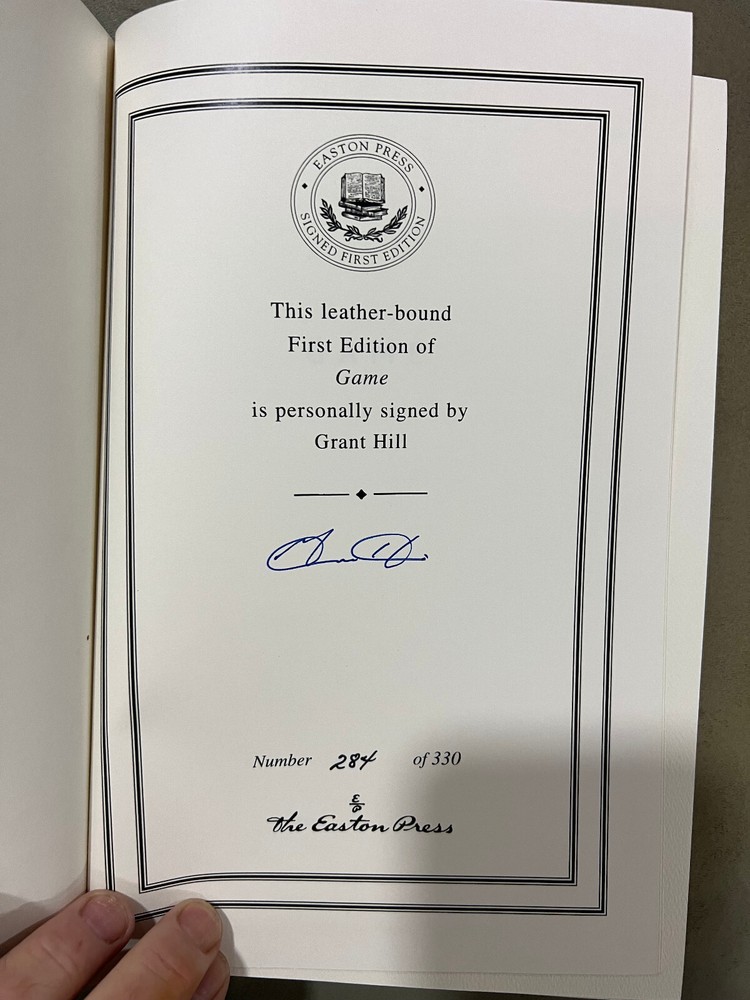 EASTON PRESS
SIGNED FIRST EDITION
This leather-bound
First Edition of
Game
is personally signed by
Grant Hill
Number 284 of 330
The Easton Press